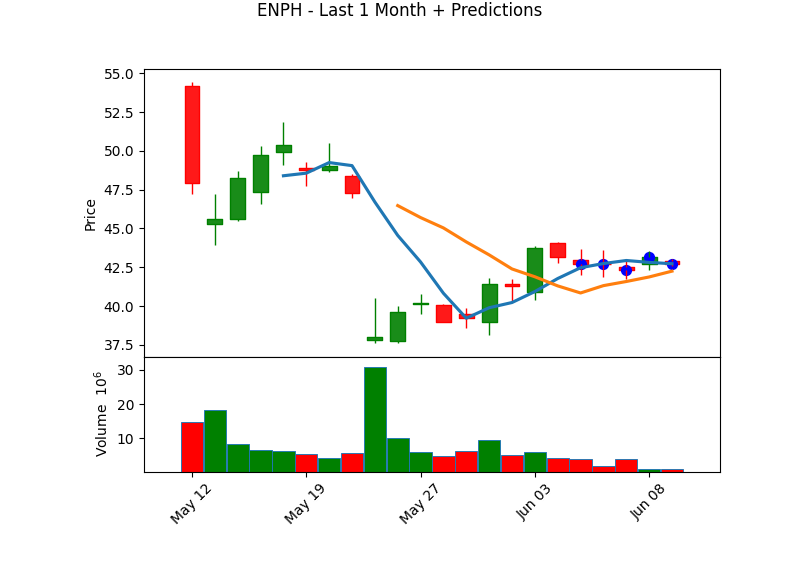 ENPH - Last 1 Month + Predictions
55.0
52.5
50.0
47.5
45.0
42.5
40.0
37.5
Price
30
20
10
Volume 10^6
May 12
May 19
May 27
Jun 03
Jun 08